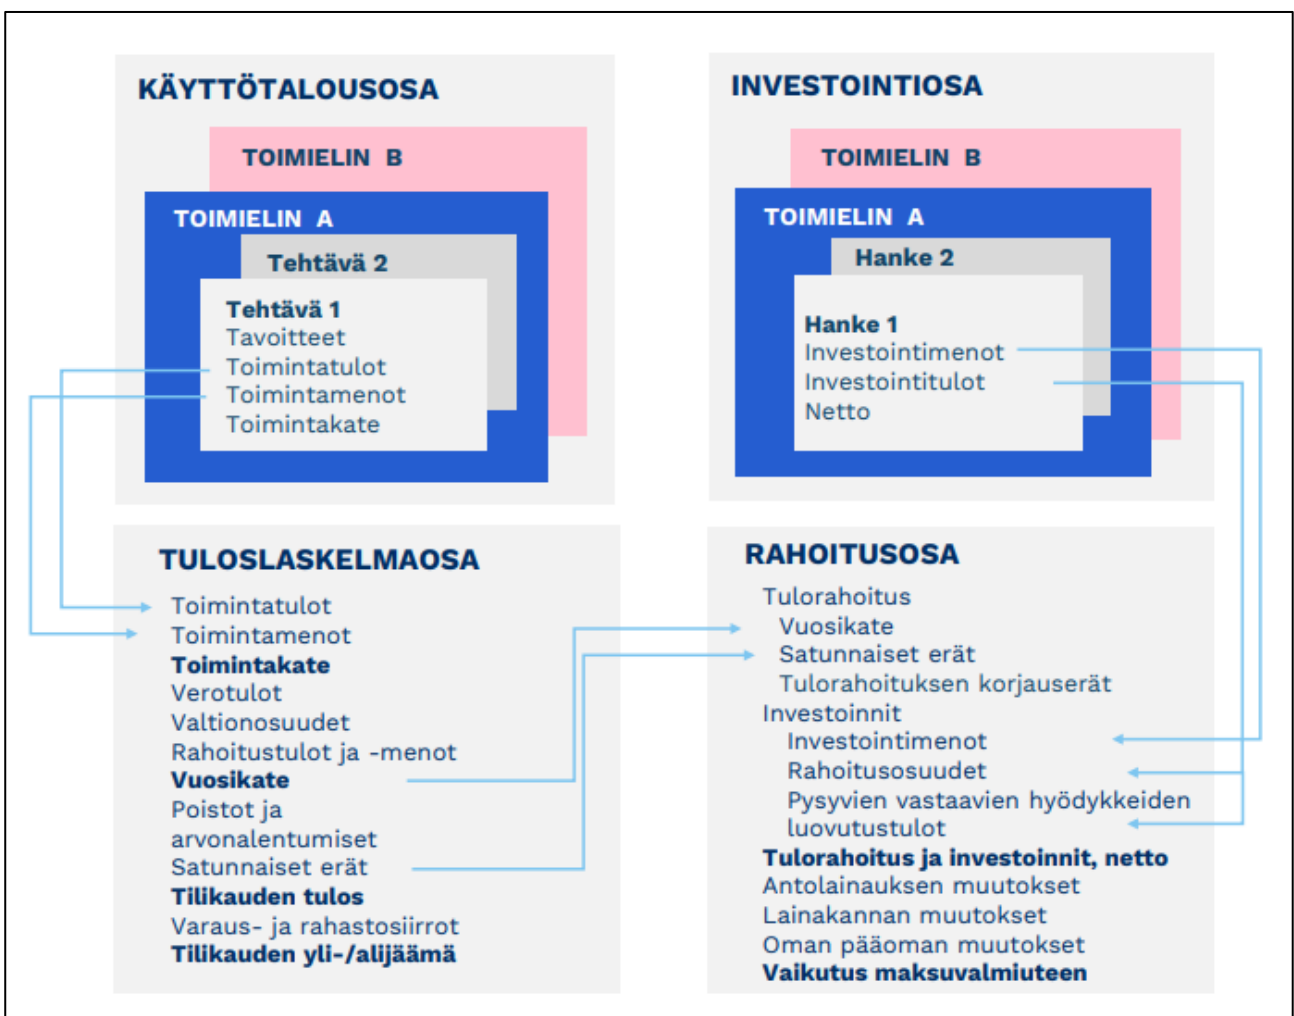 KÄYTTÖTALOUSOSA
TOIMIELIN B
TOIMIELIN A
Tehtävä 2
Tehtävä 1
Tavoitteet
Toimintatulot
Toimintamenot
Toimintakate
INVESTOINTIOSA
TOIMIELIN B
TOIMIELIN A
Hanke 2
Hanke 1
Investointimenot
Investointitulot
Netto
TULOSLASKELMAOSA
Toimintatulot
Toimintamenot
Toimintakate
Verotulot
Valtionosuudet
Rahoitustulot ja -menot
Vuosikate
Poistot ja
arvonalentumiset
Satunnaiset erät
Tilikauden tulos
Varaus- ja rahastosiirrot
Tilikauden yli-/alijäämä
RAHOITUSOSA
Tulorahoitus
Vuosikate
Satunnaiset erät
Tulorahoituksen korjauserät
Investoinnit
Investointimenot
Rahoitusosuudet
Pysyvien vastaavien hyödykkeiden
luovutustulot
Tulorahoitus ja investoinnit, netto
Antolainauksen muutokset
Lainakannan muutokset
Oman pääoman muutokset
Vaikutus maksuvalmiuteen